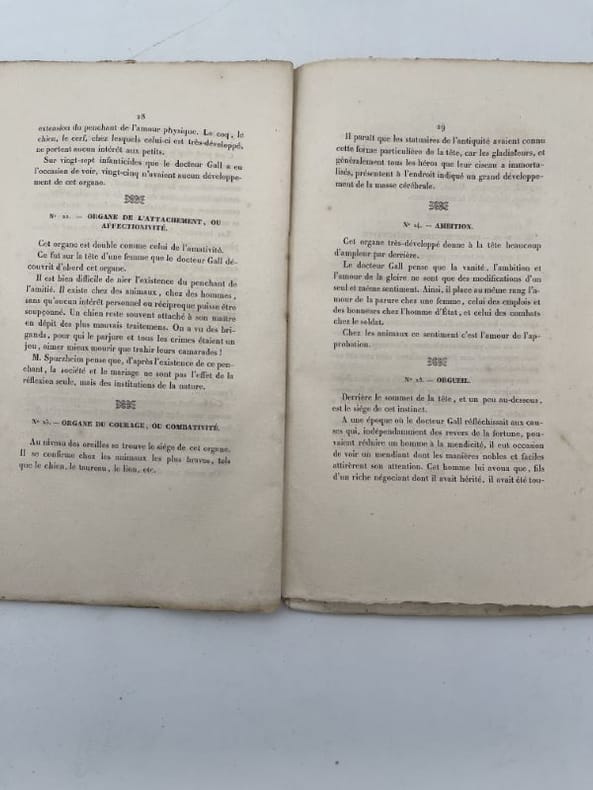 28
extension du penchant de l'amour physique. Le coq, le
chien, le cerf, chez lesquels celui-ci est très-développé,
ne portent aucun intérêt aux petits.
Sur vingt-sept infanticides que le docteur Gall a eu
l'occasion de voir, vingt-cinq n'avaient aucun développe-
ment de cet organe.
N° 22. — ORGANE DE L'ATTACHEMENT, OU
AFFECTIONIVITÉ.
Cet organe est double comme celui de l'amativité.
Ce fut sur la tête d'une femme que le docteur Gall dé-
couvrit d'abord cet organe.
Il est bien difficile de nier l'existence du penchant de
l'amitié. Il existe chez des animaux, chez des hommes,
sans qu'aucun intérêt personnel ou réciproque puisse être
soupçonné. Un chien reste souvent attaché à son maître
en dépit des plus mauvais traitemens. On a vu des bri-
gands, pour qui le parjure et tous les crimes étaient un
jeu, aimer mieux mourir que trahir leurs camarades!
M. Spurzheim pense que, d'après l'existence de ce pen-
chant, la société et le mariage ne sont pas l'effet de la
réflexion seule, mais des institutions de la nature.
N° 23. — ORGANE DU COURAGE, OU COMBATIVITÉ.
Au niveau des oreilles se trouve le siége de cet organe.
Il se confirme chez les animaux les plus braves, tels
que le chien, le taureau, le lion, etc.
29
Il paraît que les statuaires de l'antiquité avaient connu
cette forme particulière de la tête, car les gladiateurs, et
généralement tous les héros que leur ciseau a immorta-
lisés, présentent à l'endroit indiqué un grand développe-
ment de la masse cérébrale.
N° 24. — AMBITION.
Cet organe très-développé donne à la tête beaucoup
d'ampleur par derrière.
Le docteur Gall pense que la vanité, l'ambition et
l'amour de la gloire ne sont que des modifications d'un
seul et même sentiment. Ainsi, il place au même rang l'a-
mour de la parure chez une femme, celui des emplois et
des honneurs chez l'homme d'État, et celui des combats
chez le soldat.
Chez les animaux ce sentiment c'est l'amour de l'ap-
probation.
N° 25. — ORGUEIL.
Derrière le sommet de la tête, et un peu au-dessous,
est le siége de cet instinct.
A une époque où le docteur Gall réfléchissait aux cau-
ses qui, indépendamment des revers de la fortune, pou-
vaient réduire un homme à la mendicité, il eut occasion
de voir un mendiant dont les manières nobles et faciles
attirèrent son attention. Cet homme lui avoua que, fils
d'un riche négociant dont il avait hérité, il avait été tou-